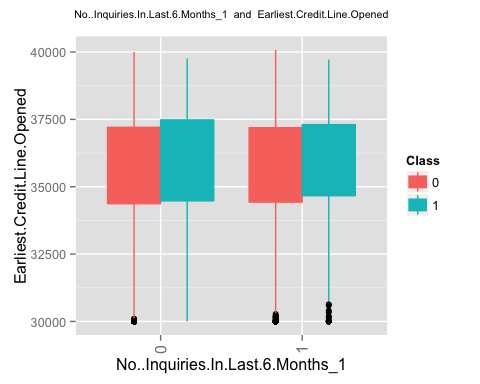 No..Inquiries.In.Last.6.Months_1 and Earliest.Credit.Line.Opened
Earliest.Credit.Line.Opened
40000
37500
35000
32500
30000
0
1
No..Inquiries.In.Last.6.Months_1
Class
0
1